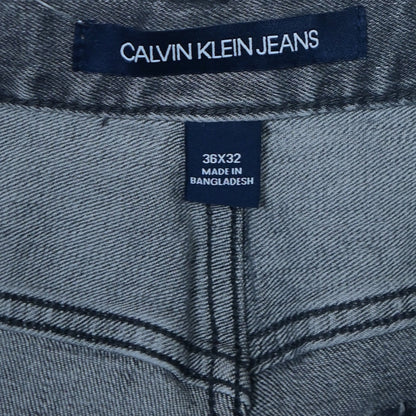 CALVIN KLEIN JEANS
36X32
MADE IN
BANGLADESH